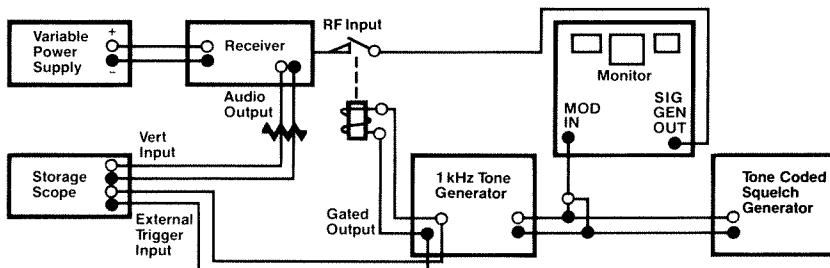 Variable
Power
Supply
+
-
Receiver
RF Input
Audio
Output
Monitor
MOD
IN
SIG
GEN
OUT
Vert
Input
Storage
Scope
External
Trigger
Input
Gated
Output
1 kHz Tone
Generator
Tone Coded
Squelch
Generator